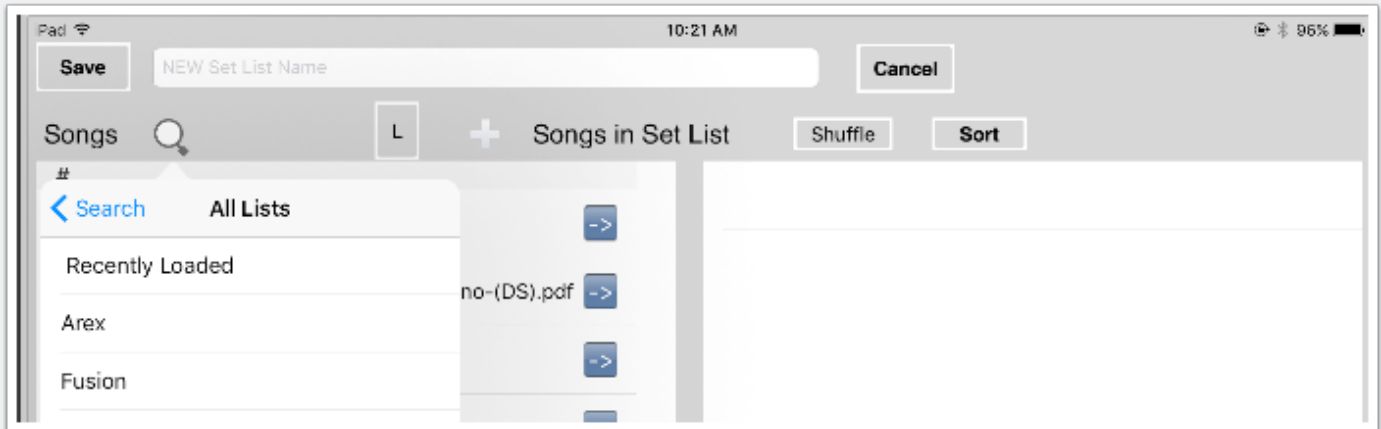 Pad 10:21 AM 96%
Save NEW Set List Name Cancel
Songs L + Songs in Set List Shuffle Sort
#
Search All Lists
->
Recently Loaded
no-(DS).pdf ->
Arex
->
Fusion